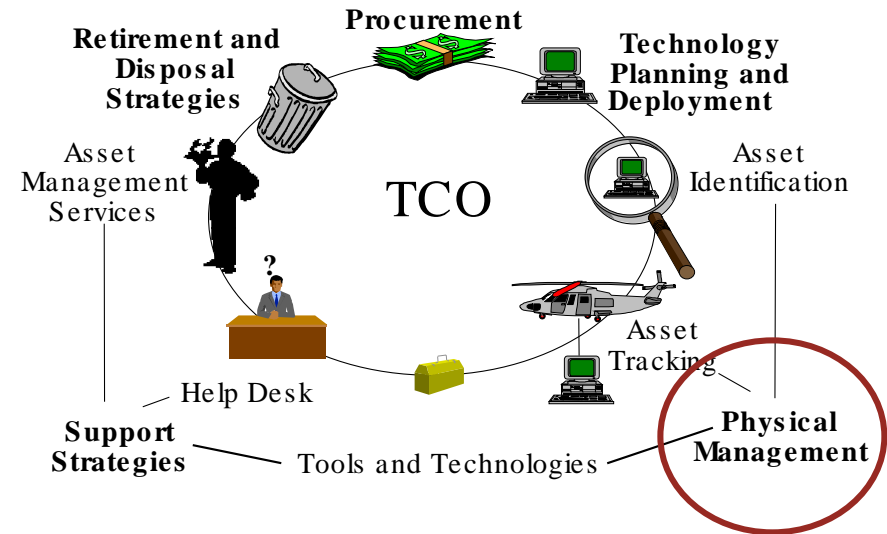 Procurement
Retirement and
Disposal
Strategies
Technology
Planning and
Deployment
Asset
Management
Services
TCO
Asset
Identification
?
Asset
Tracking
Help Desk
Support
Strategies
Tools and Technologies
Physical
Management